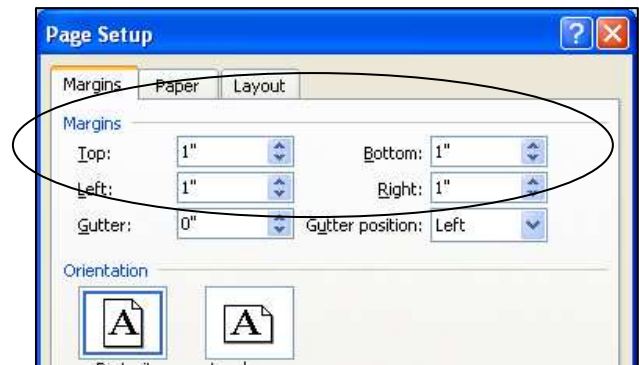 Page Setup
Margins Paper Layout
Margins
Top: 1" Bottom: 1"
Left: 1" Right: 1"
Gutter: 0" Gutter position: Left
Orientation
A A